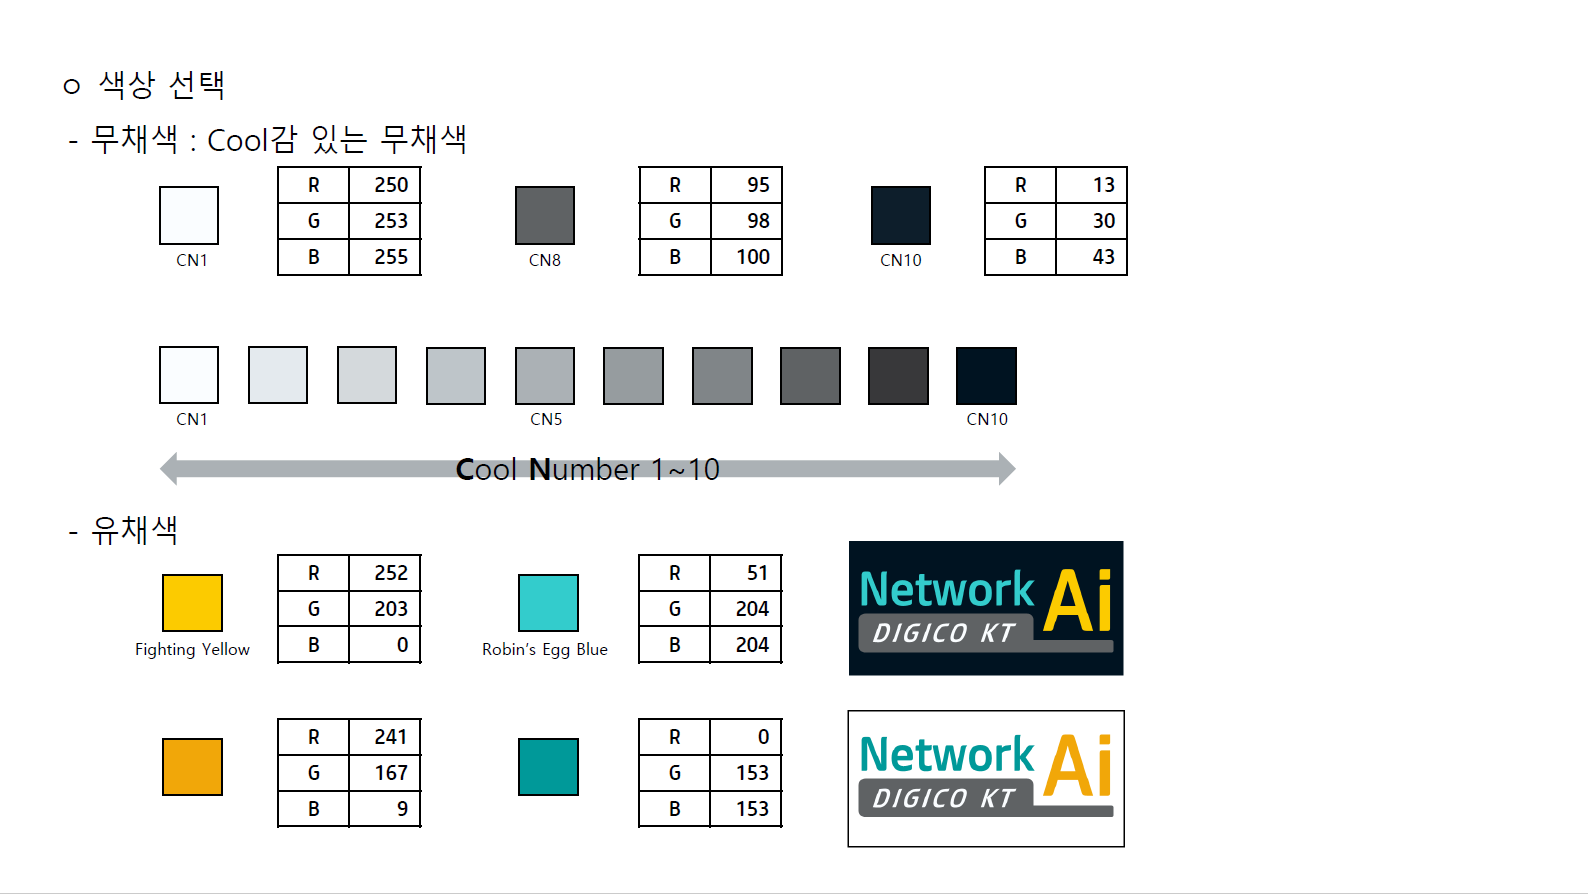 ㅇ 색상 선택
- 무채색 : Cool감 있는 무채색
R 250 R 95 R 13
G 253 G 98 G 30
B 255 B 100 B 43
CN1 CN8 CN10
CN1 CN5 CN10
Cool Number 1~10
- 유채색
R 252 R 51
G 203 G 204
B 0 B 204
Fighting Yellow Robin's Egg Blue
Network Ai
DIGICO KT
R 241 R 0
G 167 G 153
B 9 B 153
Network Ai
DIGICO KT